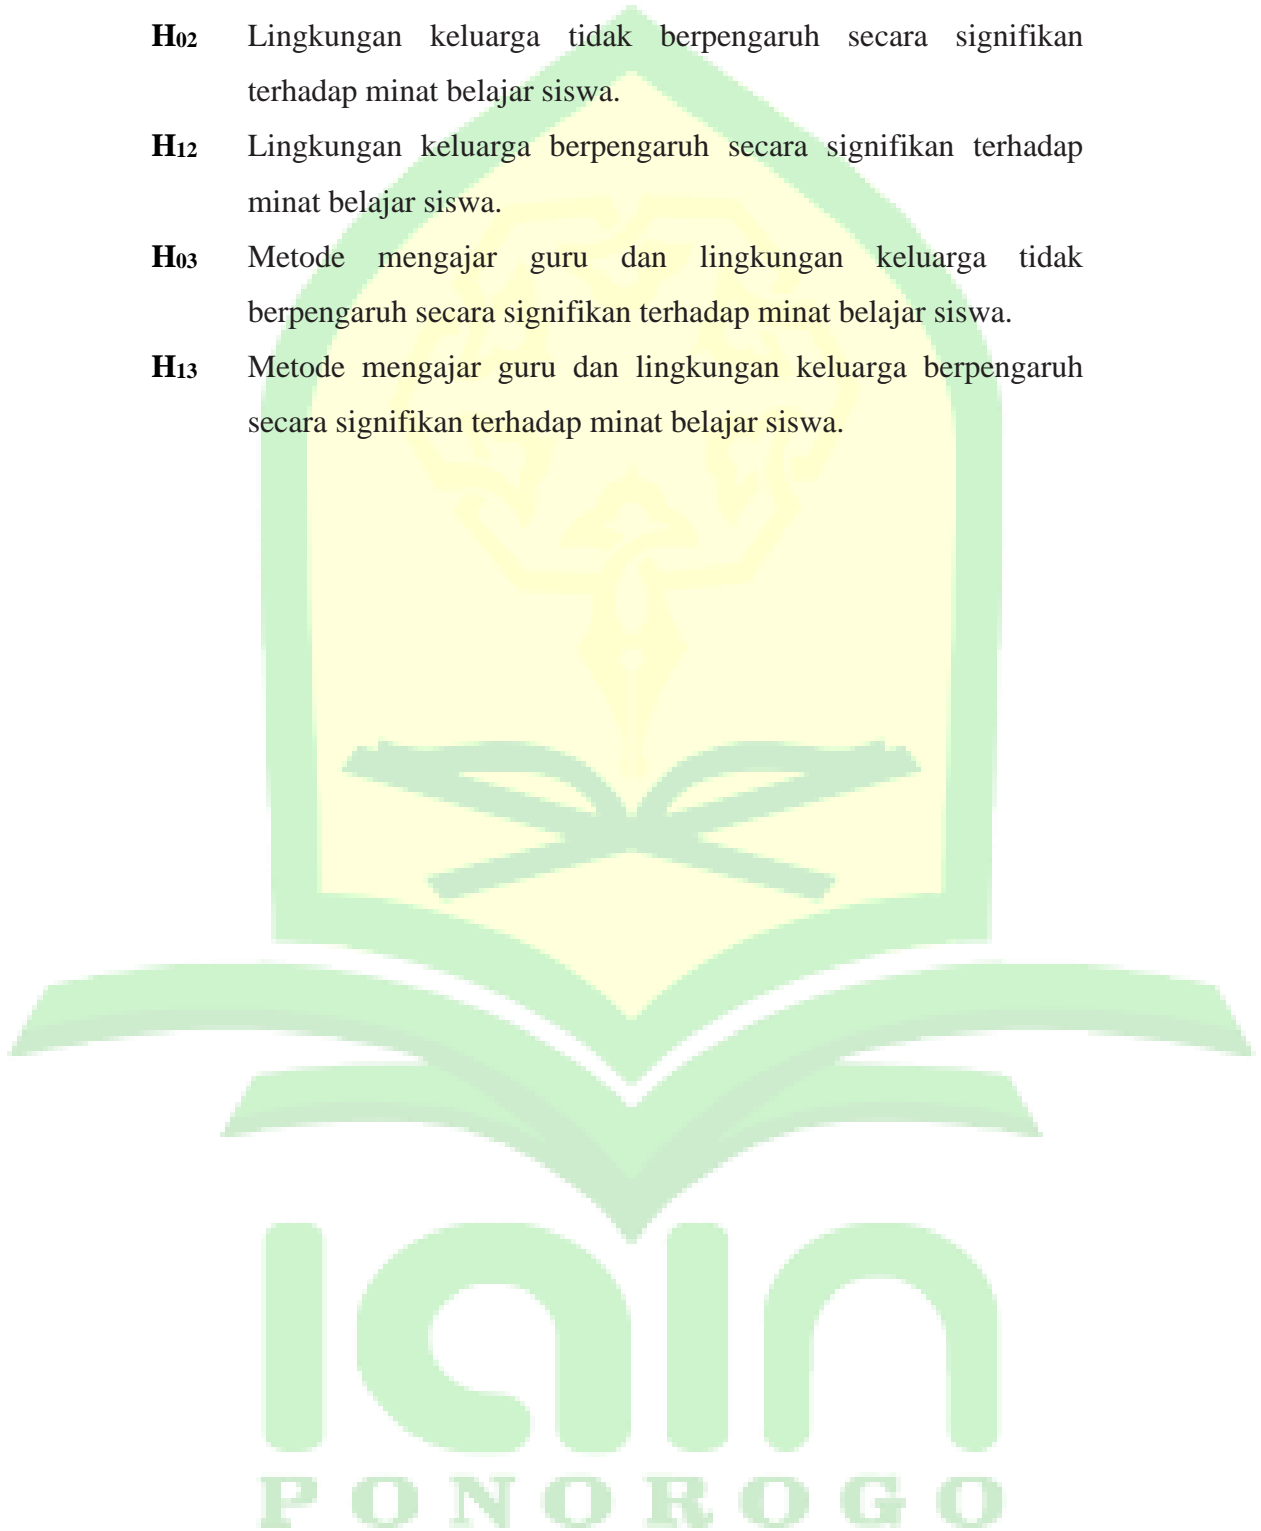 H02 Lingkungan keluarga tidak berpengaruh secara signifikan
terhadap minat belajar siswa.
H12 Lingkungan keluarga berpengaruh secara signifikan terhadap
minat belajar siswa.
H03 Metode mengajar guru dan lingkungan keluarga tidak
berpengaruh secara signifikan terhadap minat belajar siswa.
H13 Metode mengajar guru dan lingkungan keluarga berpengaruh
secara signifikan terhadap minat belajar siswa.
iain
PONOROGO